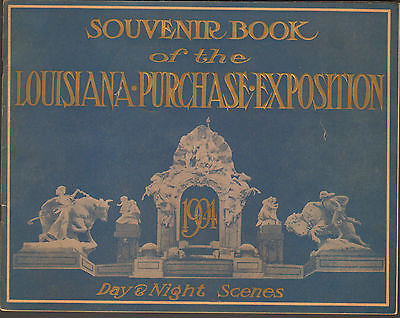 SOUVENIR BOOK
of the
LOUISIANA·PURCHASE·EXPOSITION
1904
Day & Night Scenes